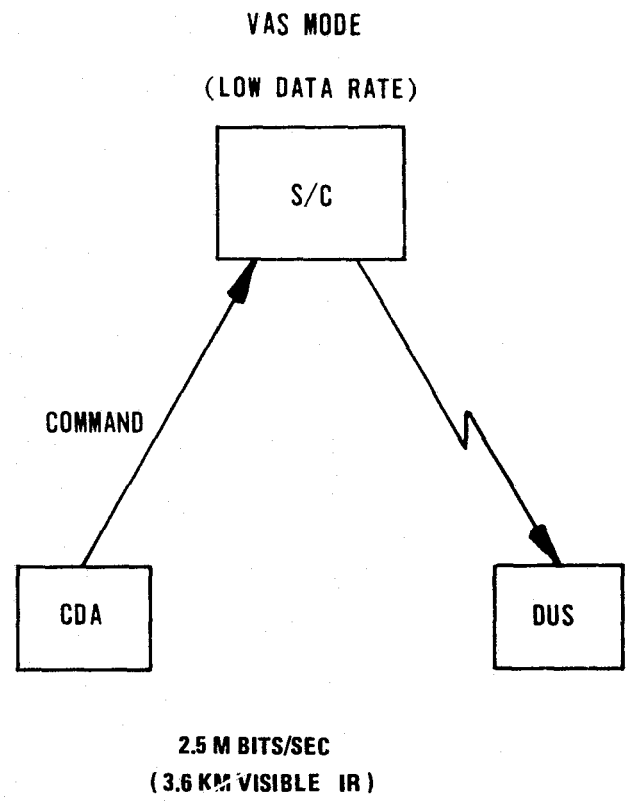 VAS MODE
(LOW DATA RATE)
S/C
COMMAND
CDA
DUS
2.5 M BITS/SEC
(3.6 KM VISIBLE IR)